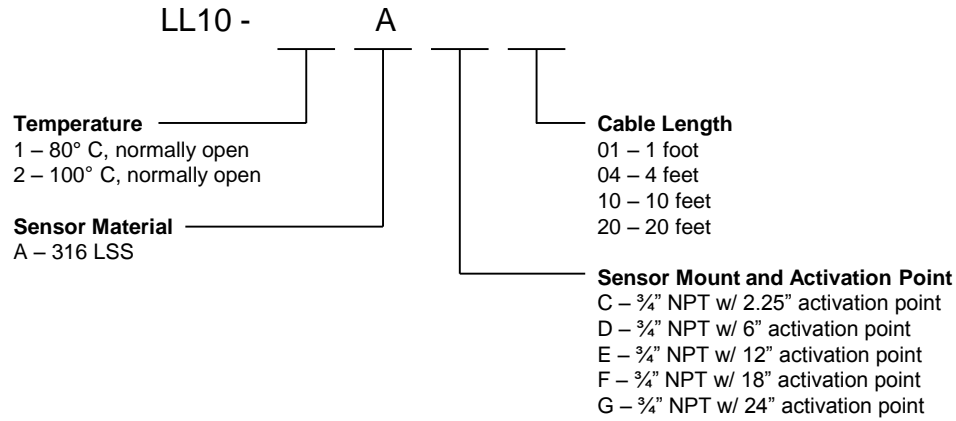 LL10 - A
Temperature
1 – 80° C, normally open
2 – 100° C, normally open
Sensor Material
A – 316 LSS
Cable Length
01 – 1 foot
04 – 4 feet
10 – 10 feet
20 – 20 feet
Sensor Mount and Activation Point
C – ¾” NPT w/ 2.25” activation point
D – ¾” NPT w/ 6” activation point
E – ¾” NPT w/ 12” activation point
F – ¾” NPT w/ 18” activation point
G – ¾” NPT w/ 24” activation point